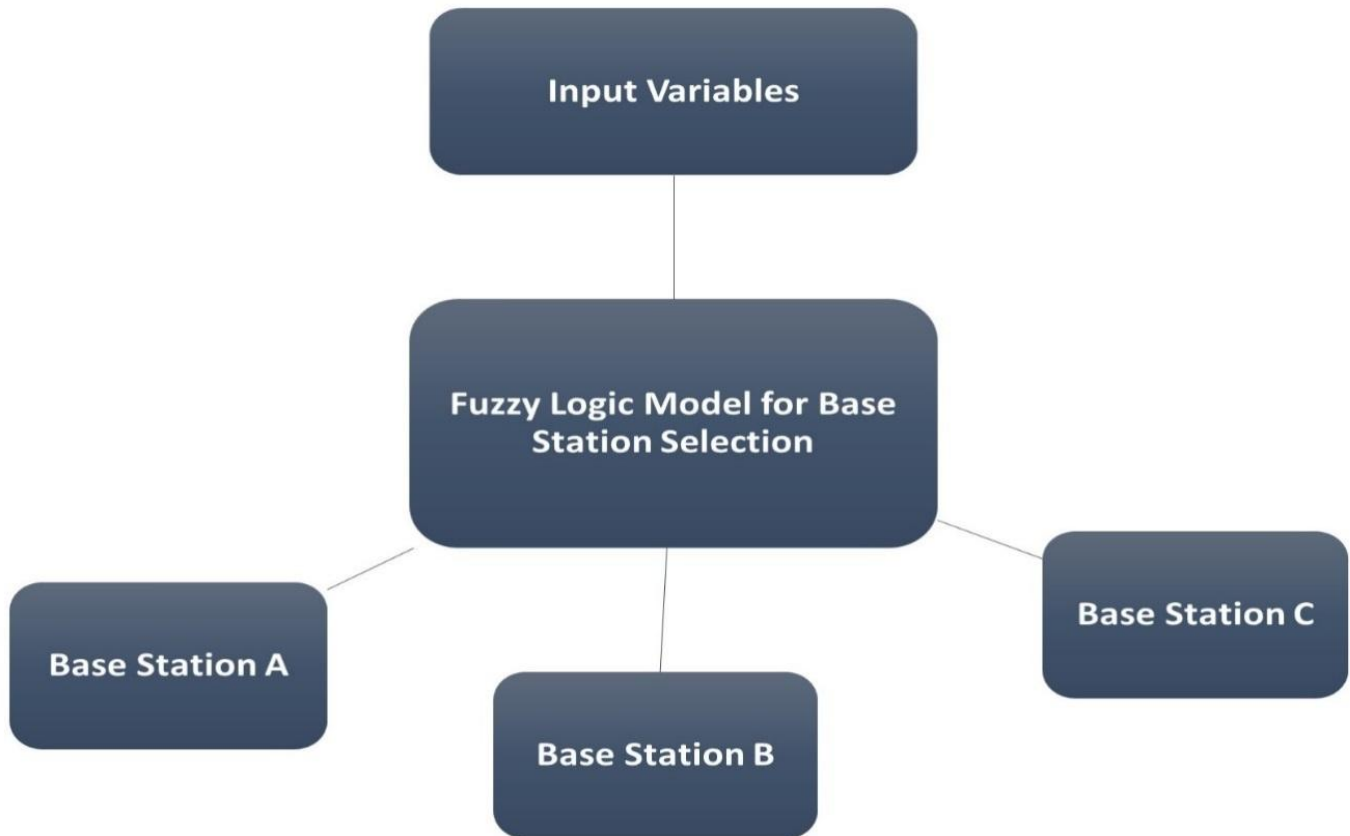 Input Variables
Fuzzy Logic Model for Base
Station Selection
Base Station A
Base Station B
Base Station C